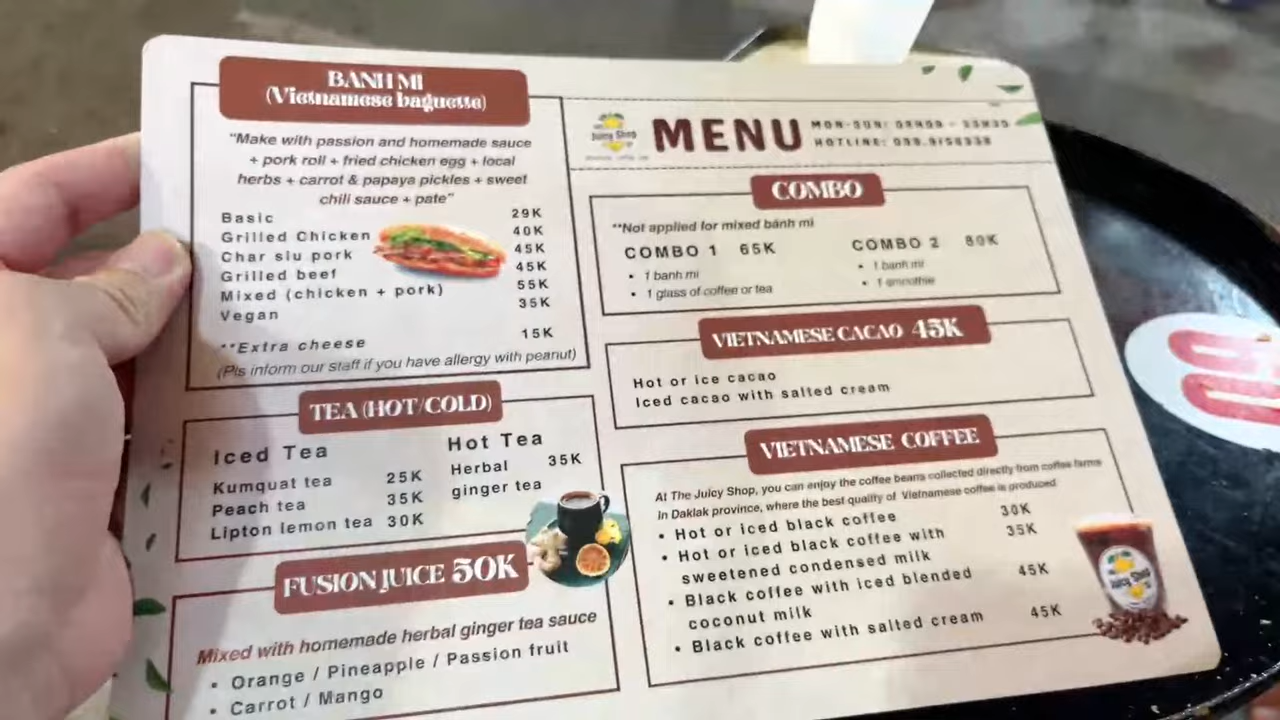 BANH MI
(Vietnamese baguette)
"Make with passion and homemade sauce
+ pork roll + fried chicken egg + local
herbs + carrot & papaya pickles + sweet
chili sauce + pate"
Basic 29K
Grilled Chicken 40K
Char siu pork 45K
Grilled beef 45K
Mixed (chicken + pork) 55K
Vegan 35K
**Extra cheese 15K
(Pls inform our staff if you have allergy with peanut)
TEA (HOT/COLD)
Iced Tea
Kumquat tea 25K
Peach tea 35K
Lipton lemon tea 30K
Hot Tea
Herbal 35K
ginger tea
FUSION JUICE 50K
Mixed with homemade herbal ginger tea sauce
• Orange / Pineapple / Passion fruit
• Carrot / Mango
Juicy Shop
MENU
MON-SUN:
HOTLINE:
COMBO
**Not applied for mixed bánh mì
COMBO 1 65K
• 1 banh mi
• 1 glass of coffee or tea
COMBO 2 80K
• 1 banh mi
• 1 smoothie
VIETNAMESE CACAO 45K
Hot or ice cacao
Iced cacao with salted cream
VIETNAMESE COFFEE
At The Juicy Shop, you can enjoy the coffee beans collected directly from coffee farms
in Daklak province, where the best quality of Vietnamese coffee is produced
• Hot or iced black coffee 30K
• Hot or iced black coffee with 35K
sweetened condensed milk
• Black coffee with iced blended 45K
coconut milk
• Black coffee with salted cream 45K
Juicy Shop